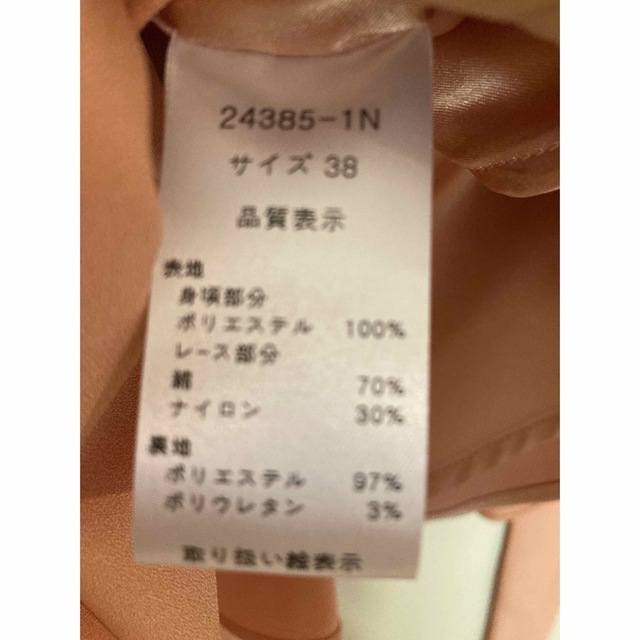 24385-1N
サイズ 38
品質表示
表地
身頃部分
ポリエステル 100%
レース部分
綿 70%
ナイロン 30%
裏地
ポリエステル 97%
ポリウレタン 3%
取り扱い絵表示